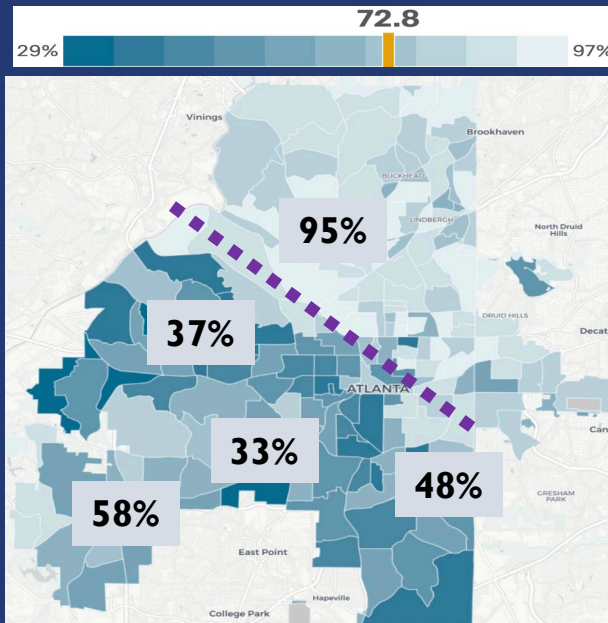 72.8
29%
97%
Vinings
Brookhaven
BUCKHEAD
LINDBERGH
95%
North Druid
Hills
DRUID HILLS
37%
Decat
ATLANTA
Can
33%
48%
58%
GRESHAM
PARK
East Point
Hapeville
College Park